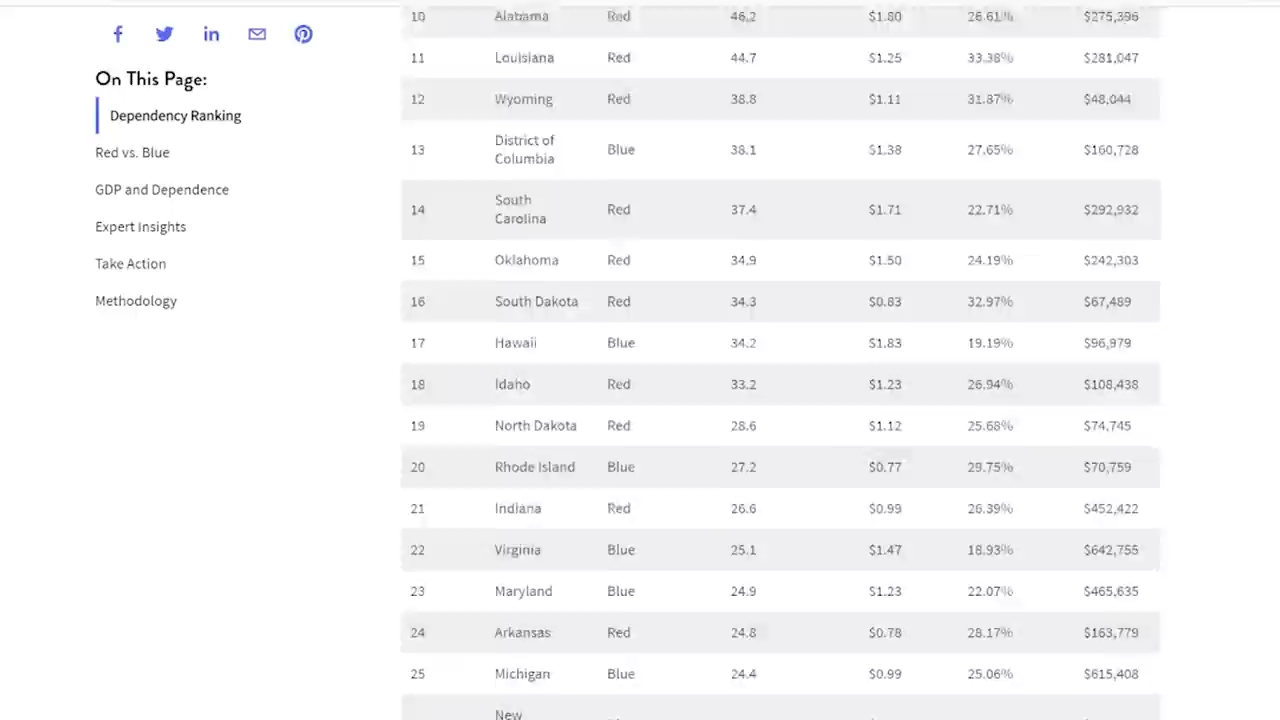 On This Page:
Dependency Ranking
Red vs. Blue
GDP and Dependence
Expert Insights
Take Action
Methodology
10 Alabama Red 46.2 $1.80 26.61% $275,396
11 Louisiana Red 44.7 $1.25 33.38% $281,047
12 Wyoming Red 38.8 $1.11 31.87% $48,044
13 District of Columbia Blue 38.1 $1.38 27.65% $160,728
14 South Carolina Red 37.4 $1.71 22.71% $292,932
15 Oklahoma Red 34.9 $1.50 24.19% $242,303
16 South Dakota Red 34.3 $0.83 32.97% $67,489
17 Hawaii Blue 34.2 $1.83 19.19% $96,979
18 Idaho Red 33.2 $1.23 26.94% $108,438
19 North Dakota Red 28.6 $1.12 25.68% $74,745
20 Rhode Island Blue 27.2 $0.77 29.75% $70,759
21 Indiana Red 26.6 $0.99 26.39% $452,422
22 Virginia Blue 25.1 $1.47 18.93% $642,755
23 Maryland Blue 24.9 $1.23 22.07% $465,635
24 Arkansas Red 24.8 $0.78 28.17% $163,779
25 Michigan Blue 24.4 $0.99 25.06% $615,408
New